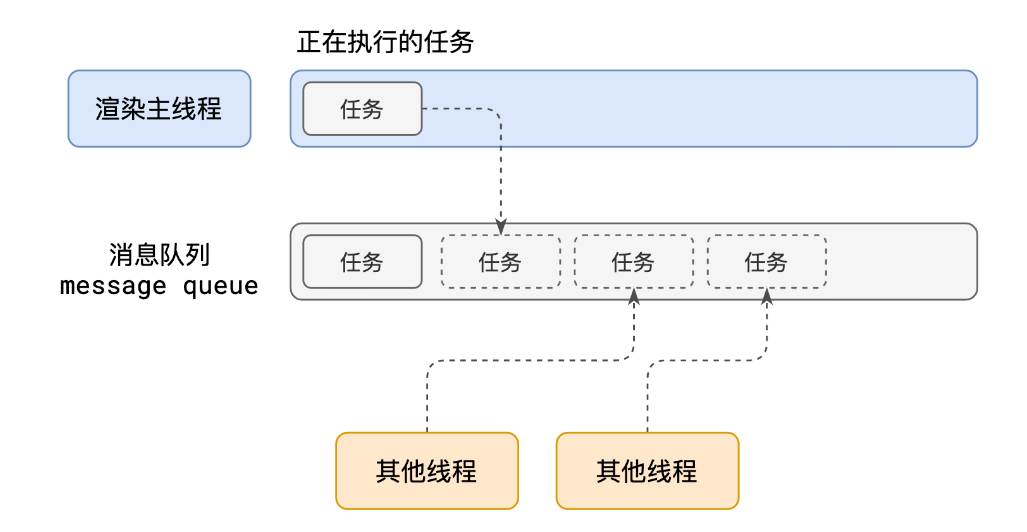 正在执行的任务
渲染主线程
任务
消息队列
message queue
任务
任务
任务
任务
其他线程
其他线程